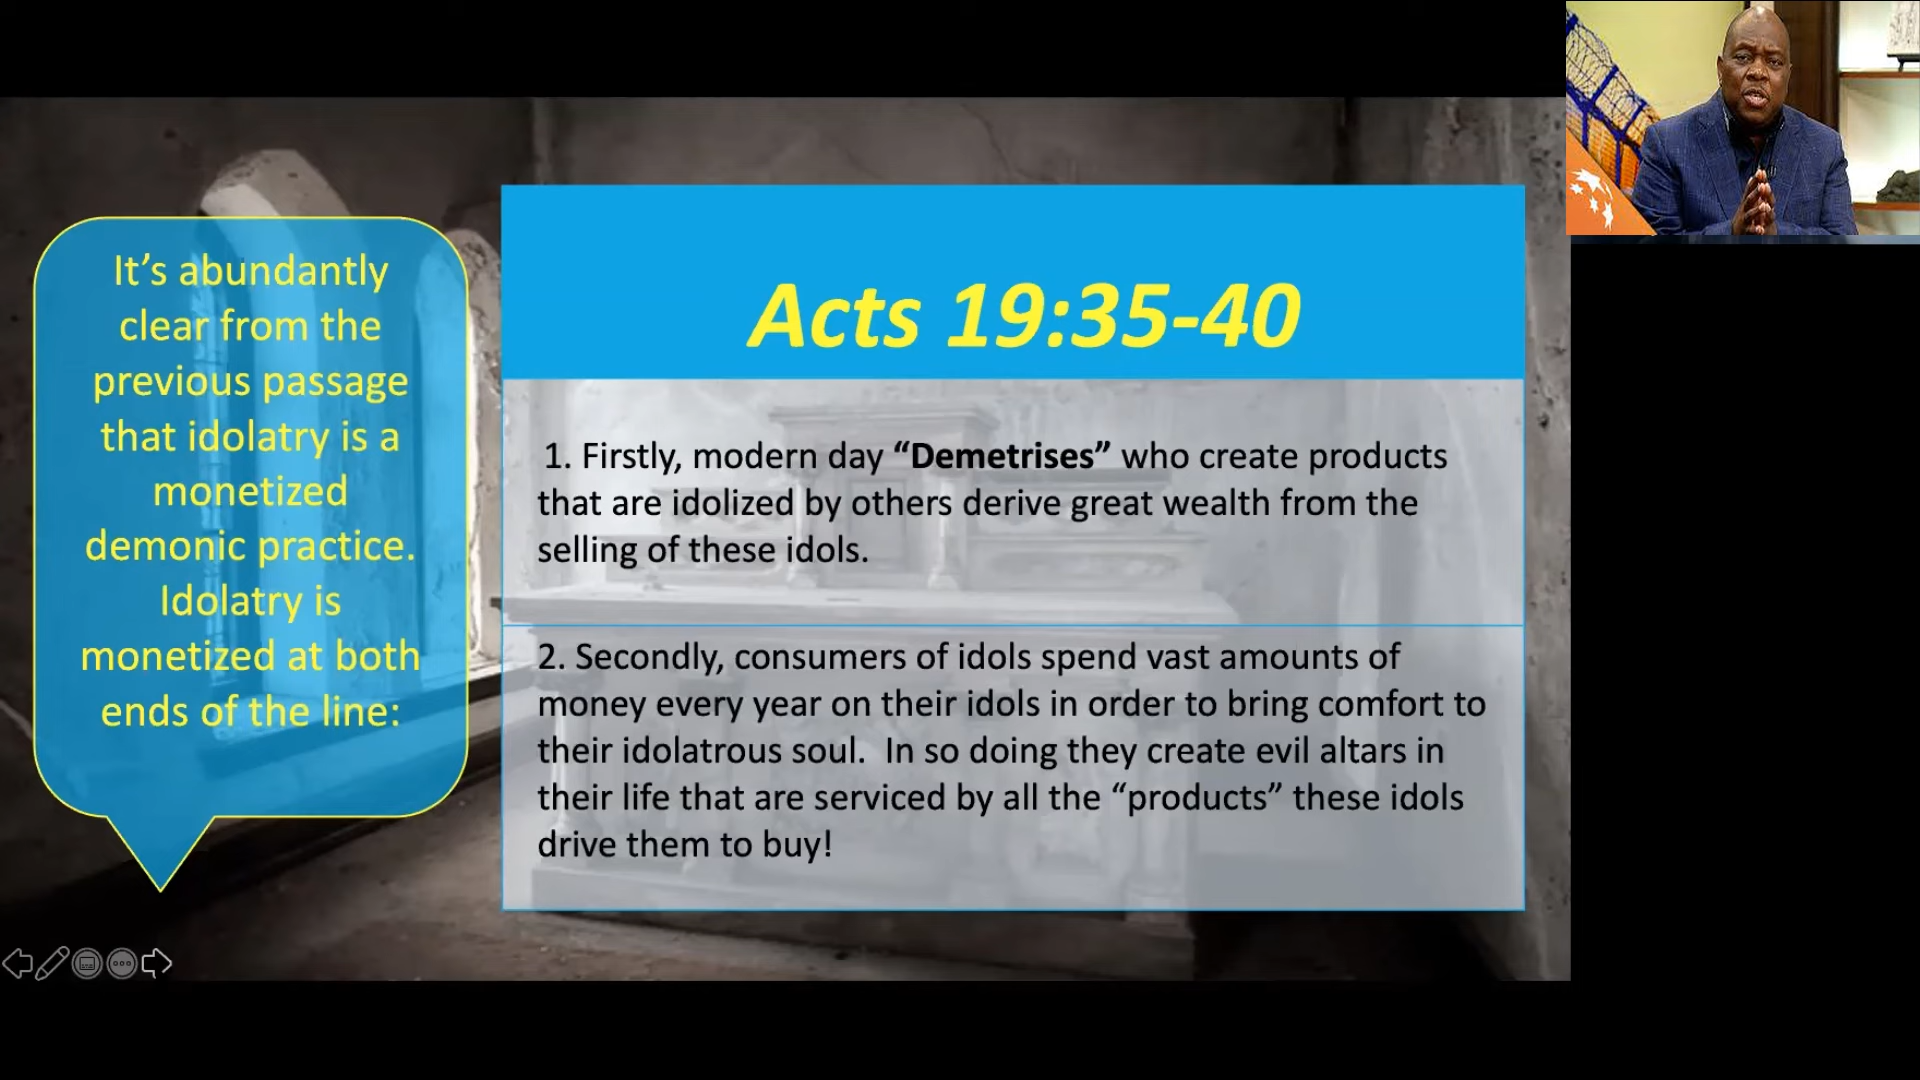 It’s abundantly
clear from the
previous passage
that idolatry is a
monetized
demonic practice.
Idolatry is
monetized at both
ends of the line:
Acts 19:35-40
1. Firstly, modern day “Demetrises” who create products
that are idolized by others derive great wealth from the
selling of these idols.
2. Secondly, consumers of idols spend vast amounts of
money every year on their idols in order to bring comfort to
their idolatrous soul.  In so doing they create evil altars in
their life that are serviced by all the “products” these idols
drive them to buy!